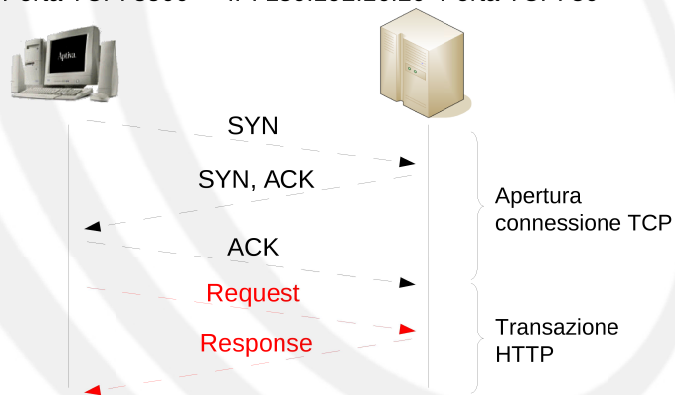 Aptiva
SYN
SYN, ACK
Apertura
connessione TCP
ACK
Request
Response
Transazione
HTTP